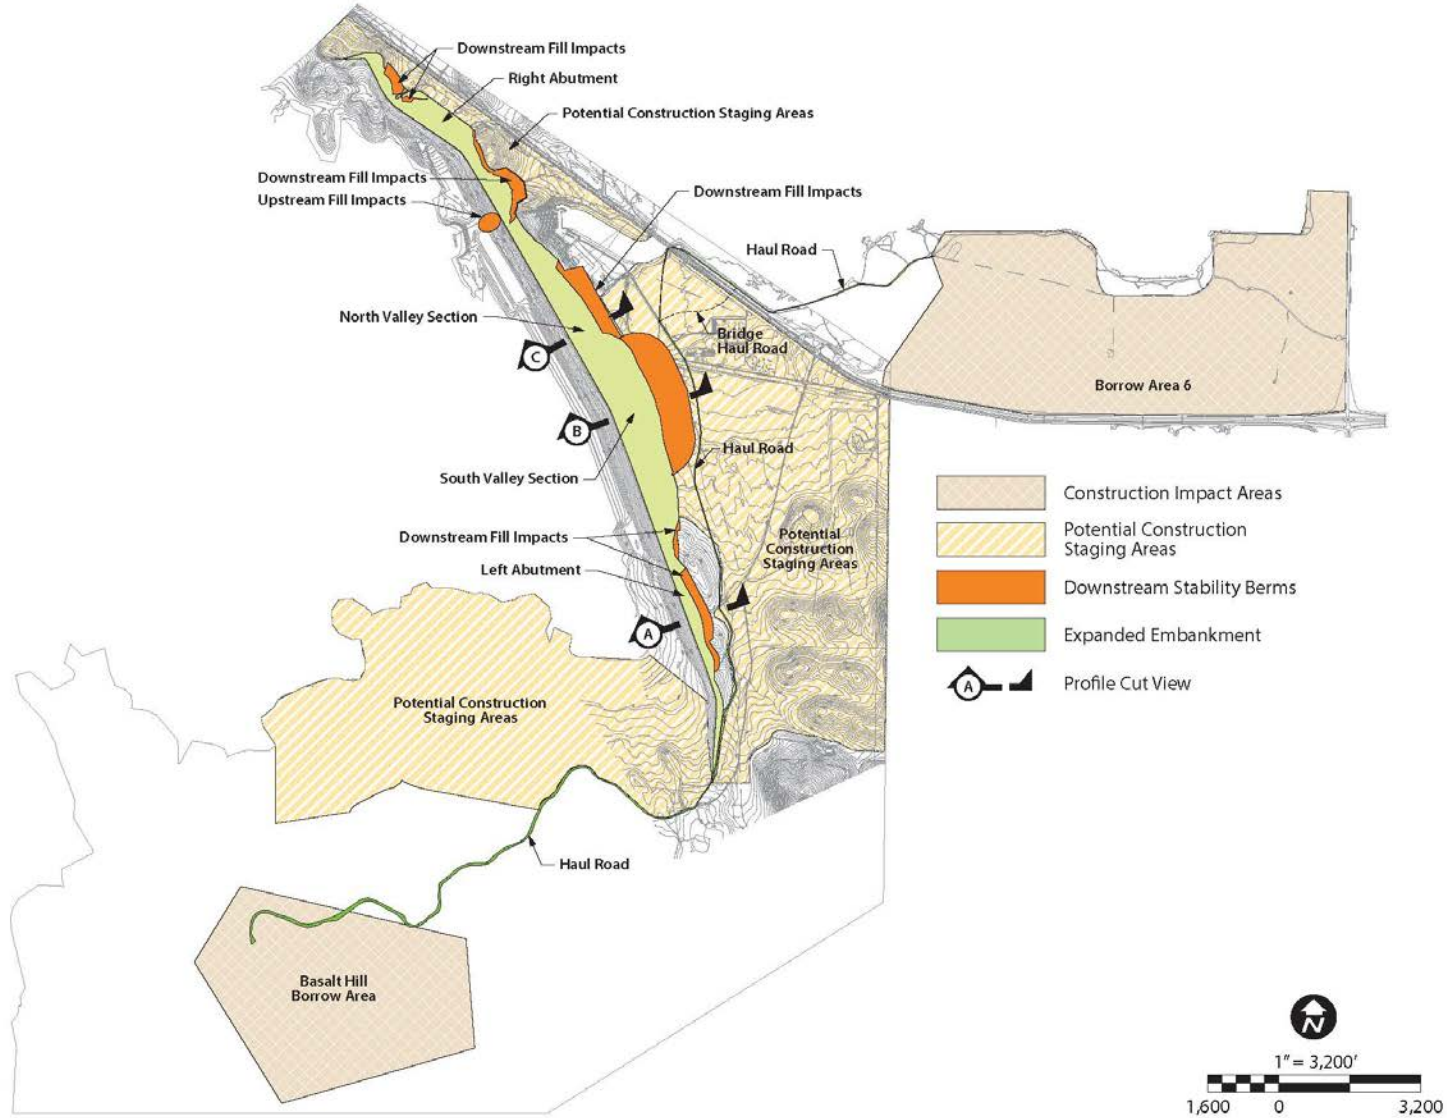 Downstream Fill Impacts
Right Abutment
Potential Construction Staging Areas
Downstream Fill Impacts
Upstream Fill Impacts
Downstream Fill Impacts
Haul Road
North Valley Section
Bridge
Haul Road
C
Borrow Area 6
B
Haul Road
South Valley Section
Downstream Fill Impacts
Left Abutment
Potential
Construction
Staging Areas
A
Potential Construction
Staging Areas
Haul Road
Basalt Hill
Borrow Area
Construction Impact Areas
Potential Construction
Staging Areas
Downstream Stability Berms
Expanded Embankment
A
Profile Cut View
N
1" = 3,200'
1,600 0 3,200